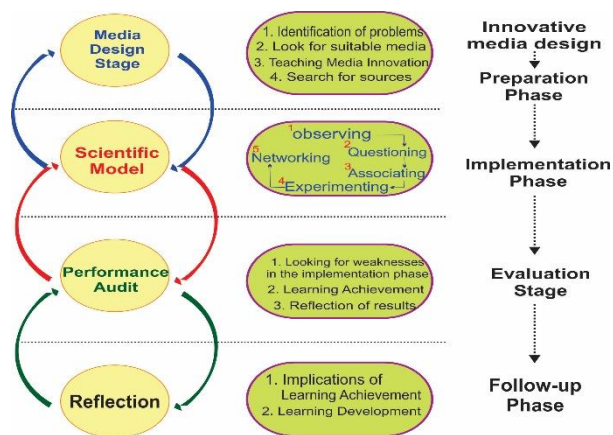 Media
Design
Stage
1. Identification of problems
2. Look for suitable media
3. Teaching Media Innovation
4. Search for sources
Innovative
media design
Preparation
Phase
Scientific
Model
1 observing
2 Questioning
3 Associating
4 Experimenting
5 Networking
Implementation
Phase
Performance
Audit
1. Looking for weaknesses
in the implementation phase
2. Learning Achievement
3. Reflection of results
Evaluation
Stage
Reflection
1. Implications of
Learning Achievement
2. Learning Development
Follow-up
Phase